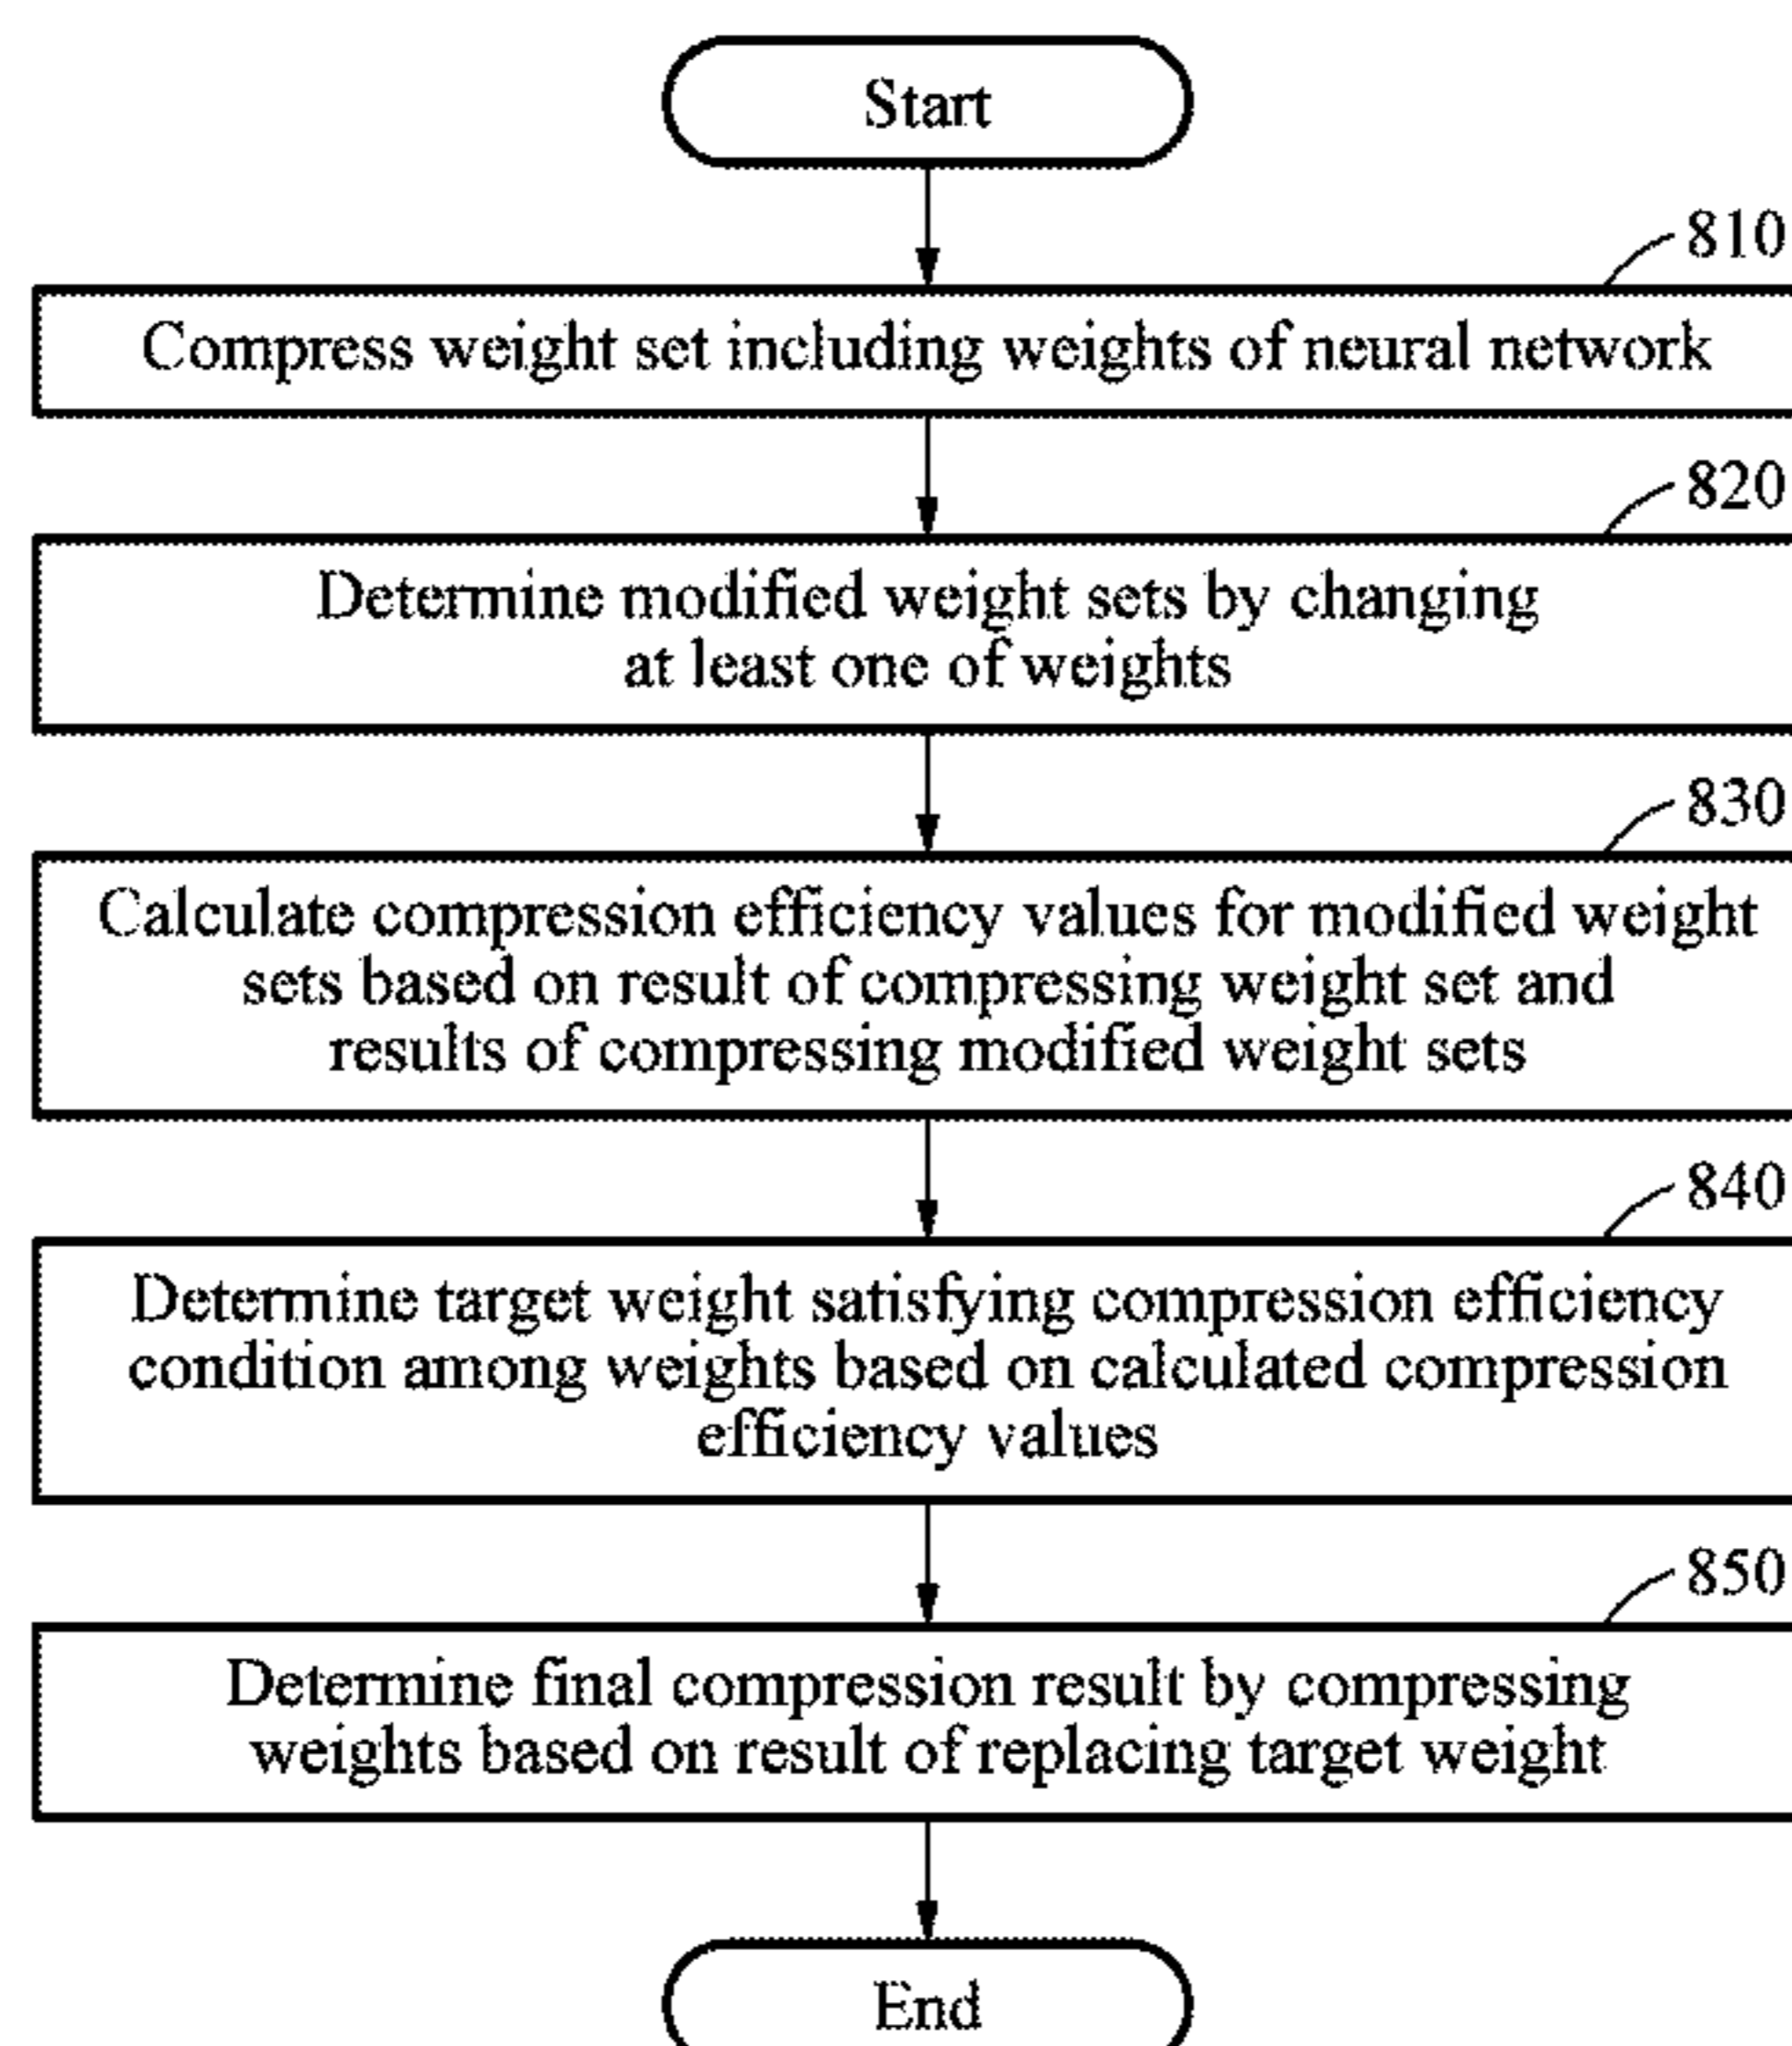 Start
810
Compress weight set including weights of neural network
820
Determine modified weight sets by changing
at least one of weights
830
Calculate compression efficiency values for modified weight
sets based on result of compressing weight set and
results of compressing modified weight sets
840
Determine target weight satisfying compression efficiency
condition among weights based on calculated compression
efficiency values
850
Determine final compression result by compressing
weights based on result of replacing target weight
End